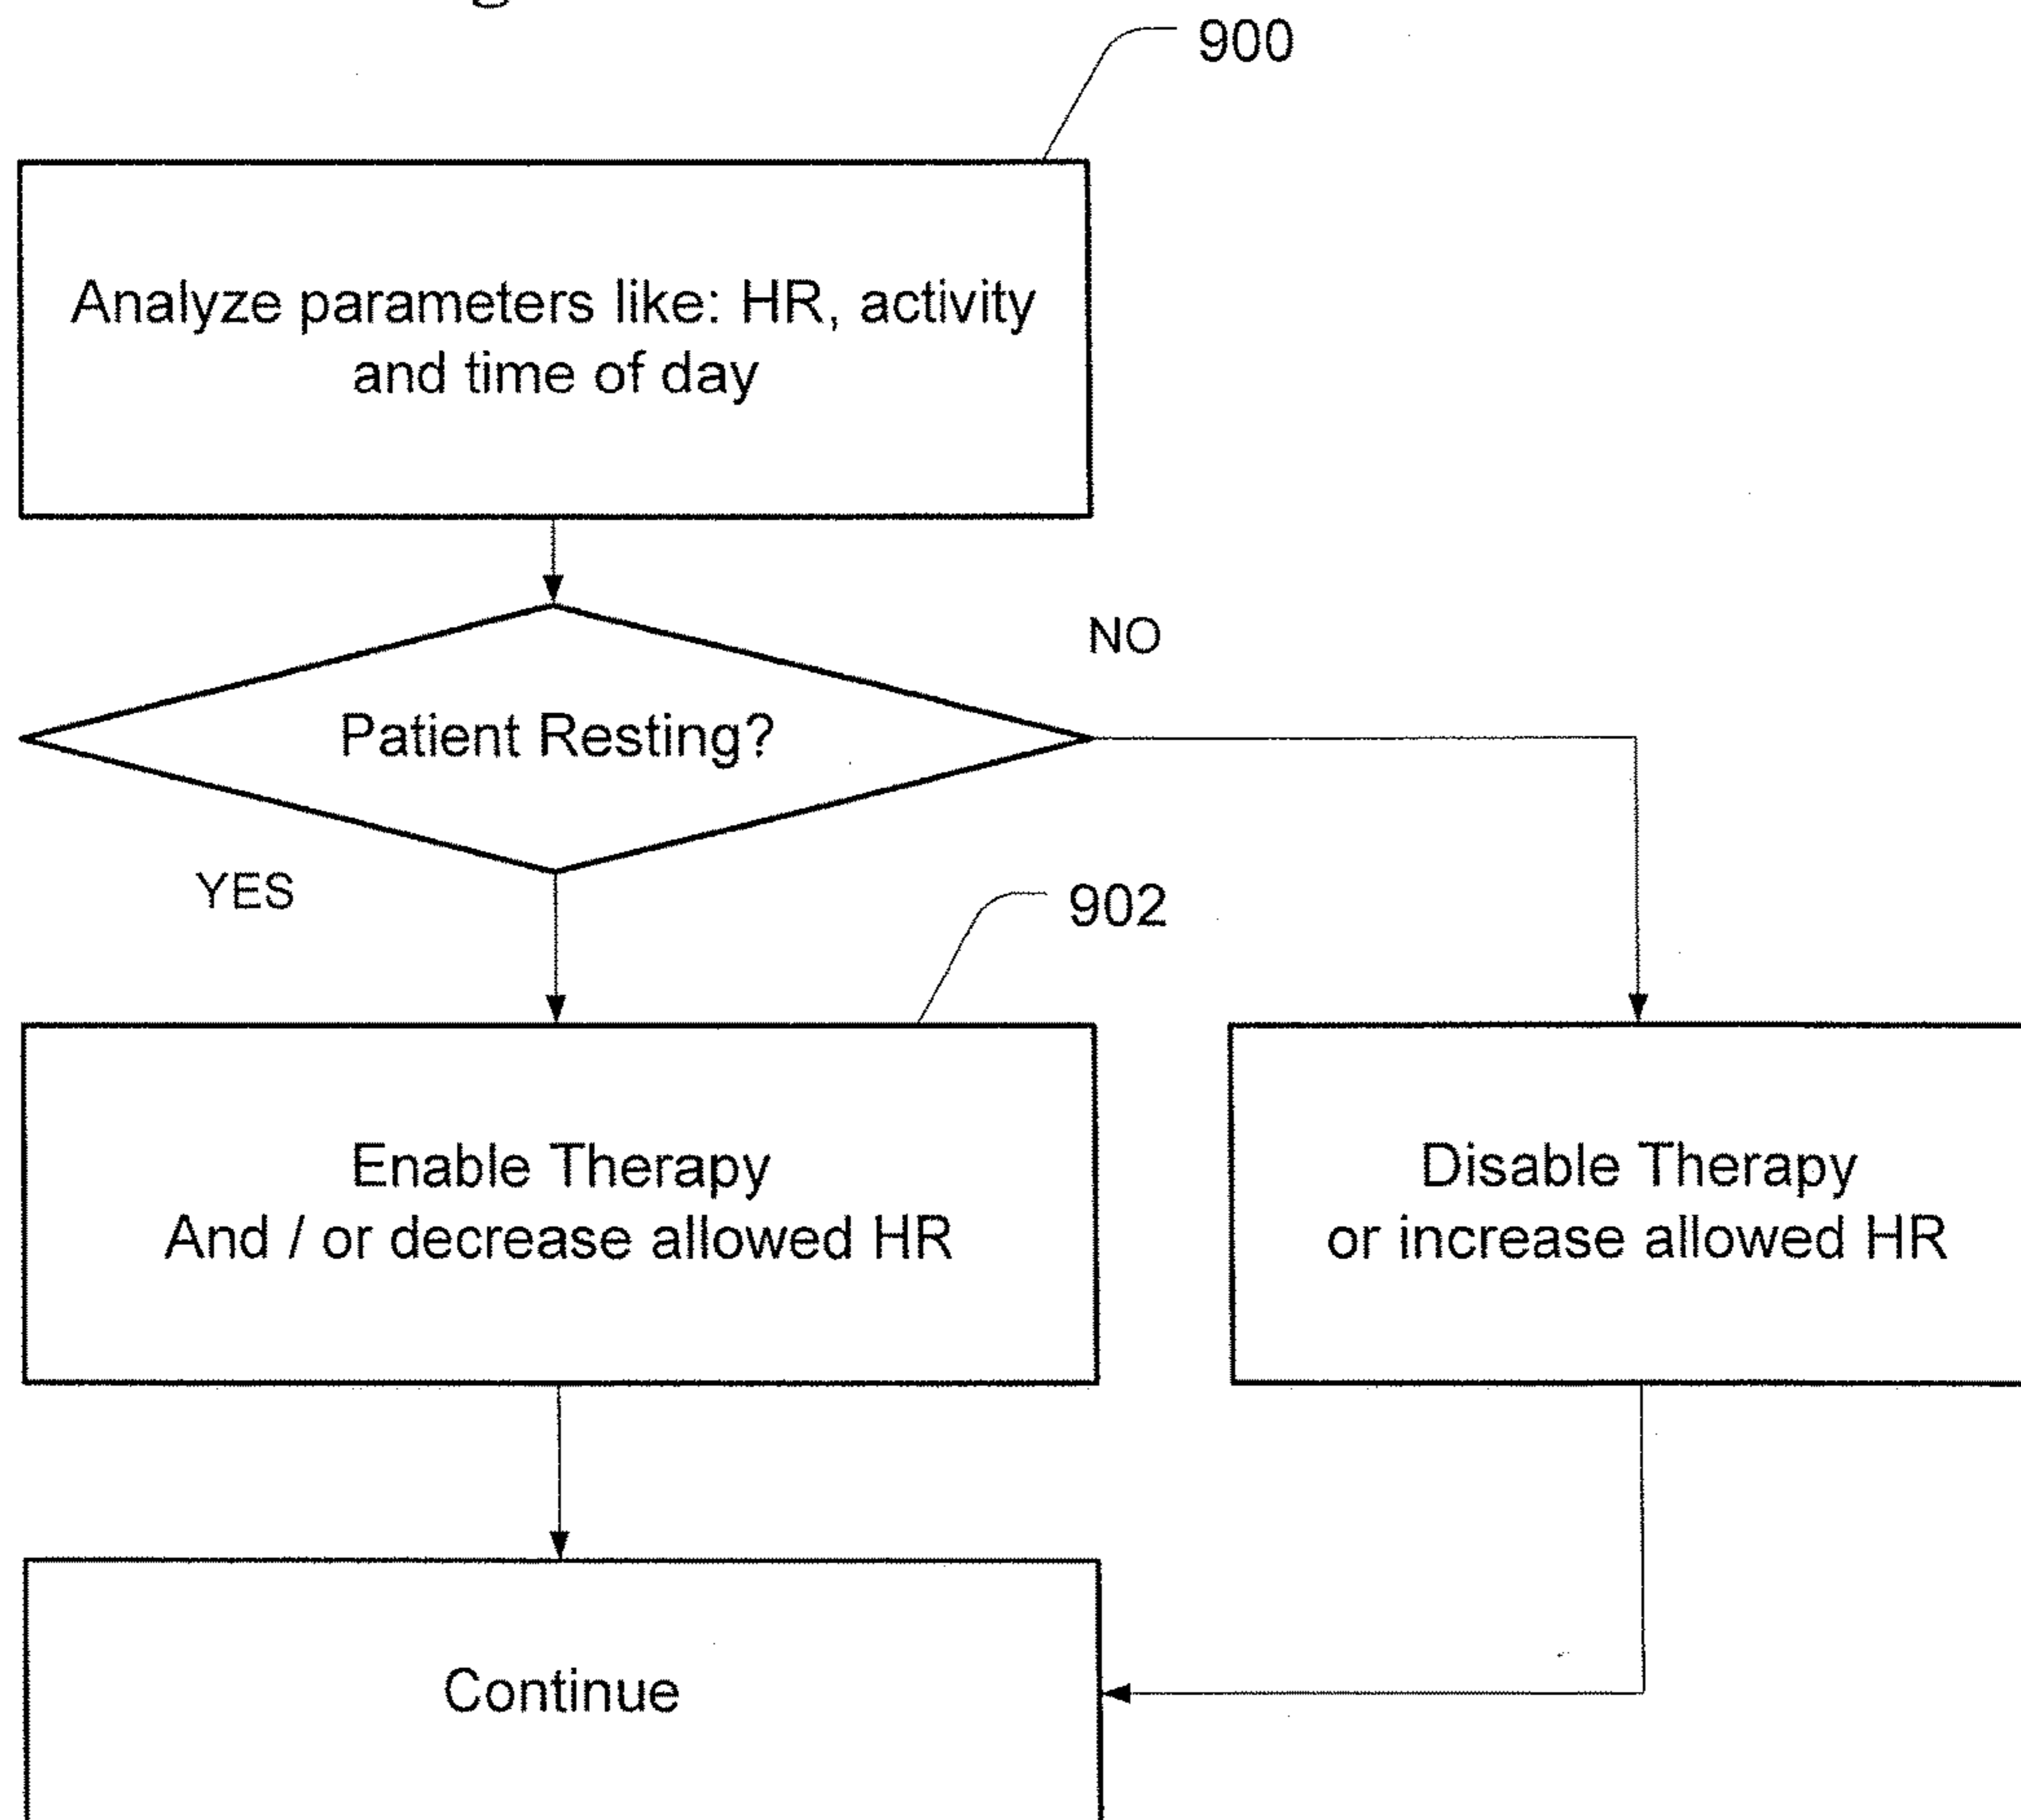 900
Analyze parameters like: HR, activity
and time of day
NO
Patient Resting?
YES
902
Enable Therapy
And / or decrease allowed HR
Disable Therapy
or increase allowed HR
Continue